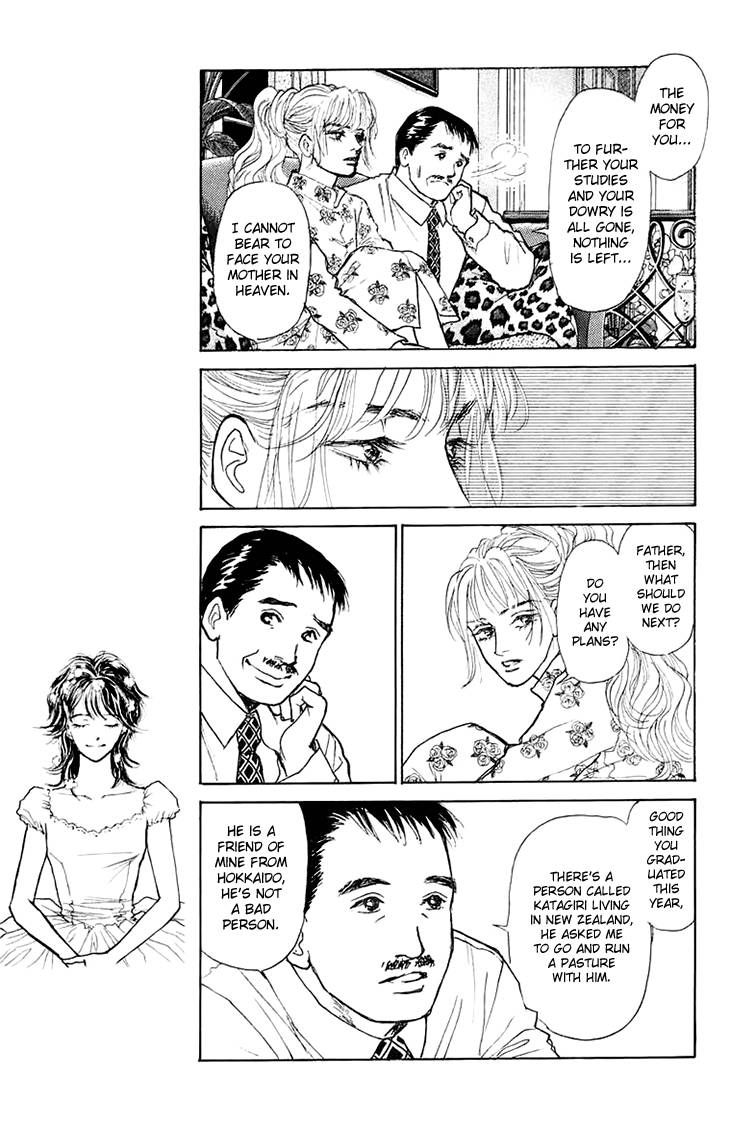 THE
MONEY
FOR
YOU...
TO FUR-
THER YOUR
STUDIES
AND YOUR
DOWRY IS
ALL GONE,
NOTHING
IS LEFT...
I CANNOT
BEAR TO
FACE YOUR
MOTHER IN
HEAVEN.
FATHER,
THEN
WHAT
SHOULD
WE DO
NEXT?
DO
YOU
HAVE
ANY
PLANS?
GOOD
THING
YOU
GRAD-
UATED
THIS
YEAR,
THERE'S A
PERSON CALLED
KATAGIRI LIVING
IN NEW ZEALAND,
HE ASKED ME
TO GO AND RUN
A PASTURE
WITH HIM.
HE IS A
FRIEND OF
MINE FROM
HOKKAIDO,
HE'S NOT
A BAD
PERSON.